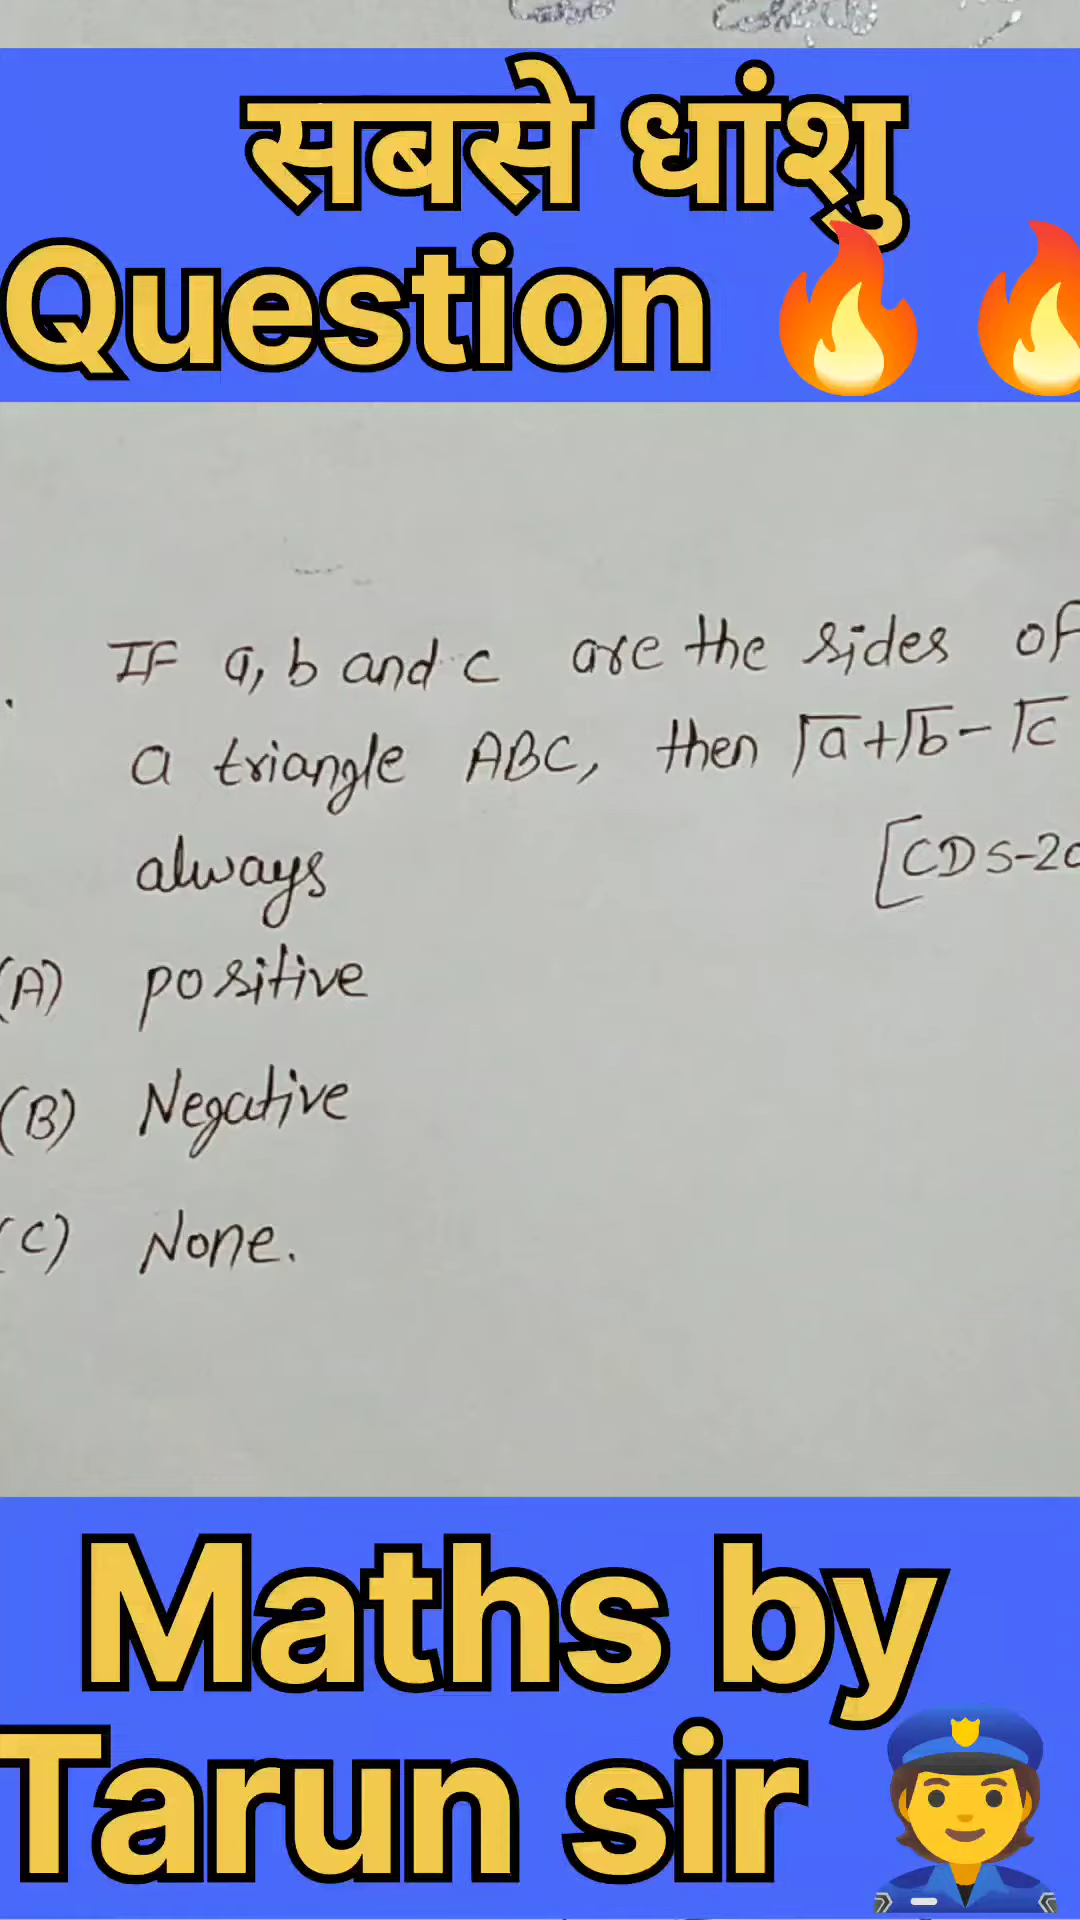 सबसे धांशु
Question 🔥 🔥
IF a, b and c are the sides of
a triangle ABC, then √a+√b-√c
always
[CDS-20
(A) positive
(B) Negative
(C) None.
Maths by
Tarun sir